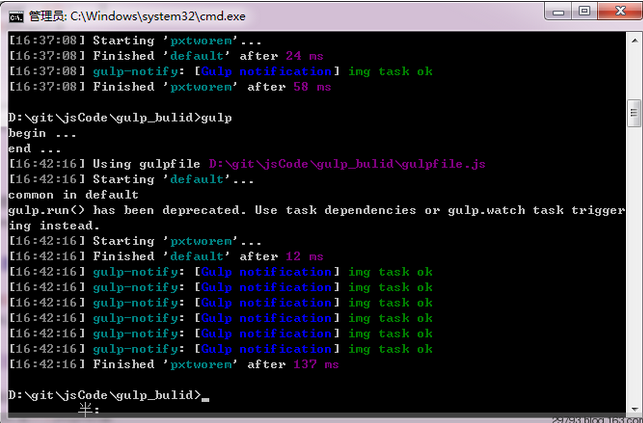 管理员: C:\Windows\system32\cmd.exe
[16:37:08] Starting 'pxtworem'...
[16:37:08] Finished 'default' after 24 ms
[16:37:08] gulp-notify: [Gulp notification] img task ok
[16:37:08] Finished 'pxtworem' after 58 ms
D:\git\jsCode\gulp_bulid>gulp
begin ...
end ...
[16:42:16] Using gulpfile D:\git\jsCode\gulp_bulid\gulpfile.js
[16:42:16] Starting 'default'...
common in default
gulp.run() has been deprecated. Use task dependencies or gulp.watch task trigger
ing instead.
[16:42:16] Starting 'pxtworem'...
[16:42:16] Finished 'default' after 12 ms
[16:42:16] gulp-notify: [Gulp notification] img task ok
[16:42:16] gulp-notify: [Gulp notification] img task ok
[16:42:16] gulp-notify: [Gulp notification] img task ok
[16:42:16] gulp-notify: [Gulp notification] img task ok
[16:42:16] gulp-notify: [Gulp notification] img task ok
[16:42:16] gulp-notify: [Gulp notification] img task ok
[16:42:16] Finished 'pxtworem' after 137 ms
D:\git\jsCode\gulp_bulid>_
半: